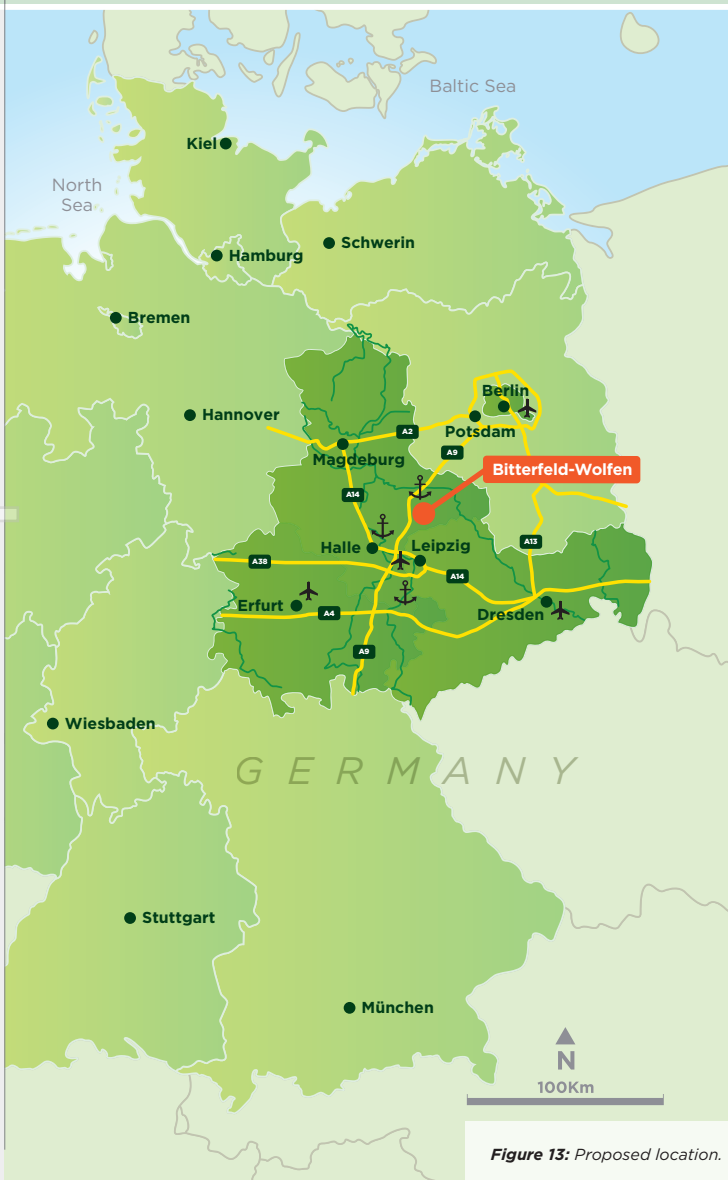 Baltic Sea
Kiel
North
Sea
Schwerin
Hamburg
Bremen
Berlin
Hannover
A2
Potsdam
Magdeburg
A9
Bitterfeld-Wolfen
A14
A13
Halle
Leipzig
A38
A14
Erfurt
A4
Dresden
A9
Wiesbaden
GERMANY
Stuttgart
München
N
100Km
Figure 13: Proposed location.